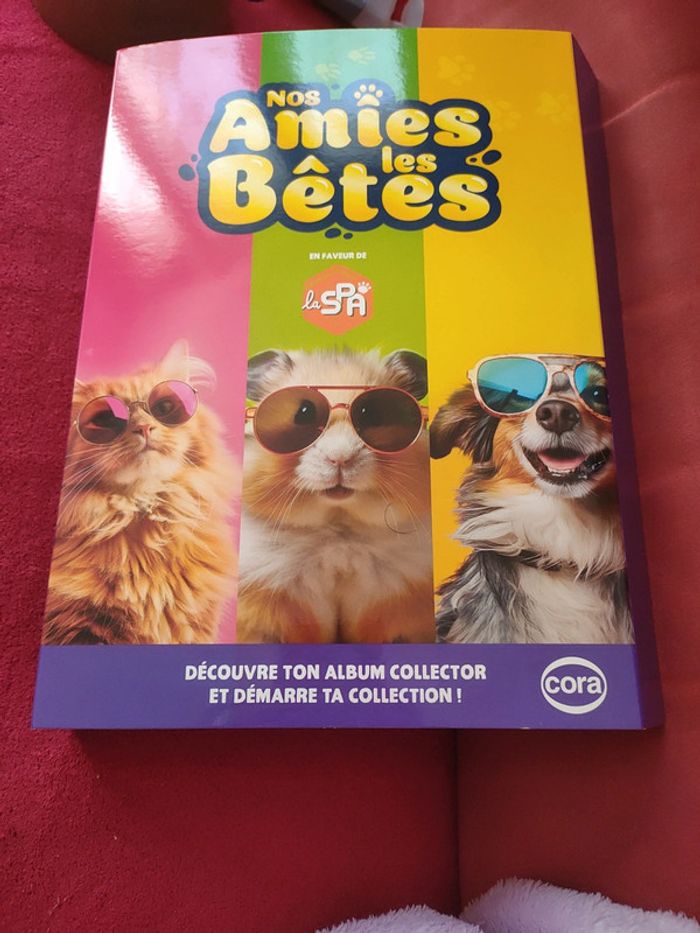 Nos
Amies
les
Bêtes
EN FAVEUR DE
la SPA
DÉCOUVRE TON ALBUM COLLECTOR
ET DÉMARRE TA COLLECTION !
cora